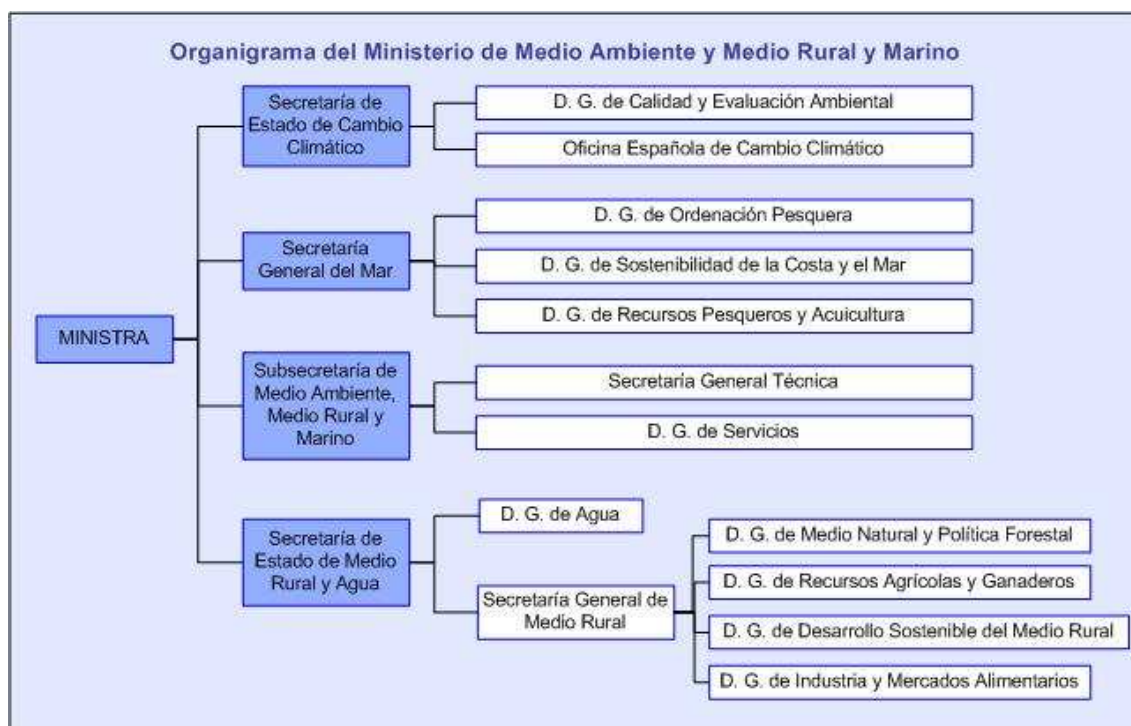 Organigrama del Ministerio de Medio Ambiente y Medio Rural y Marino
MINISTRA
Secretaría de
Estado de Cambio
Climático
D. G. de Calidad y Evaluación Ambiental
Oficina Española de Cambio Climático
Secretaría
General del Mar
D. G. de Ordenación Pesquera
D. G. de Sostenibilidad de la Costa y el Mar
D. G. de Recursos Pesqueros y Acuicultura
Subsecretaría de
Medio Ambiente,
Medio Rural y
Marino
Secretaría General Técnica
D. G. de Servicios
Secretaría de
Estado de Medio
Rural y Agua
D. G. de Agua
Secretaría General de
Medio Rural
D. G. de Medio Natural y Política Forestal
D. G. de Recursos Agrícolas y Ganaderos
D. G. de Desarrollo Sostenible del Medio Rural
D. G. de Industria y Mercados Alimentarios